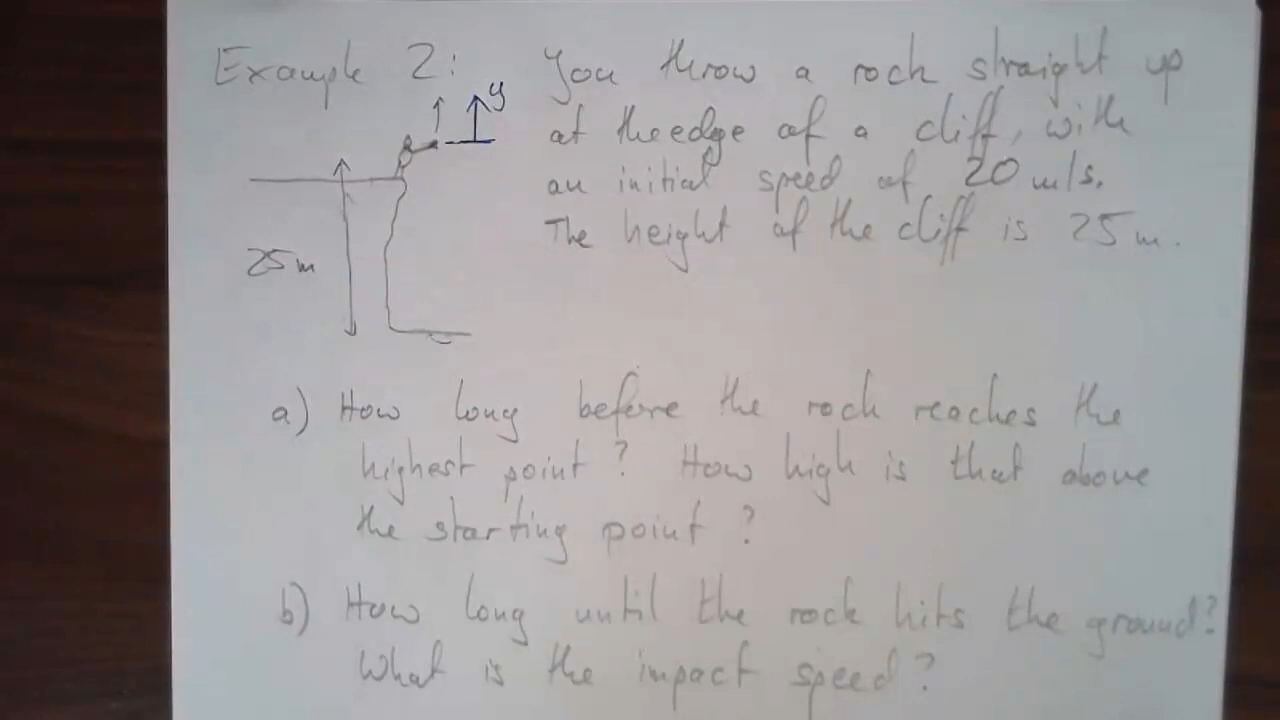 Example 2: You throw a rock straight up
y
at the edge of a cliff, with
an initial speed of 20 m/s.
The height of the cliff is 25 m.
25 m
a) How long before the rock reaches the
highest point? How high is that above
the starting point?
b) How long until the rock hits the ground?
What is the impact speed?